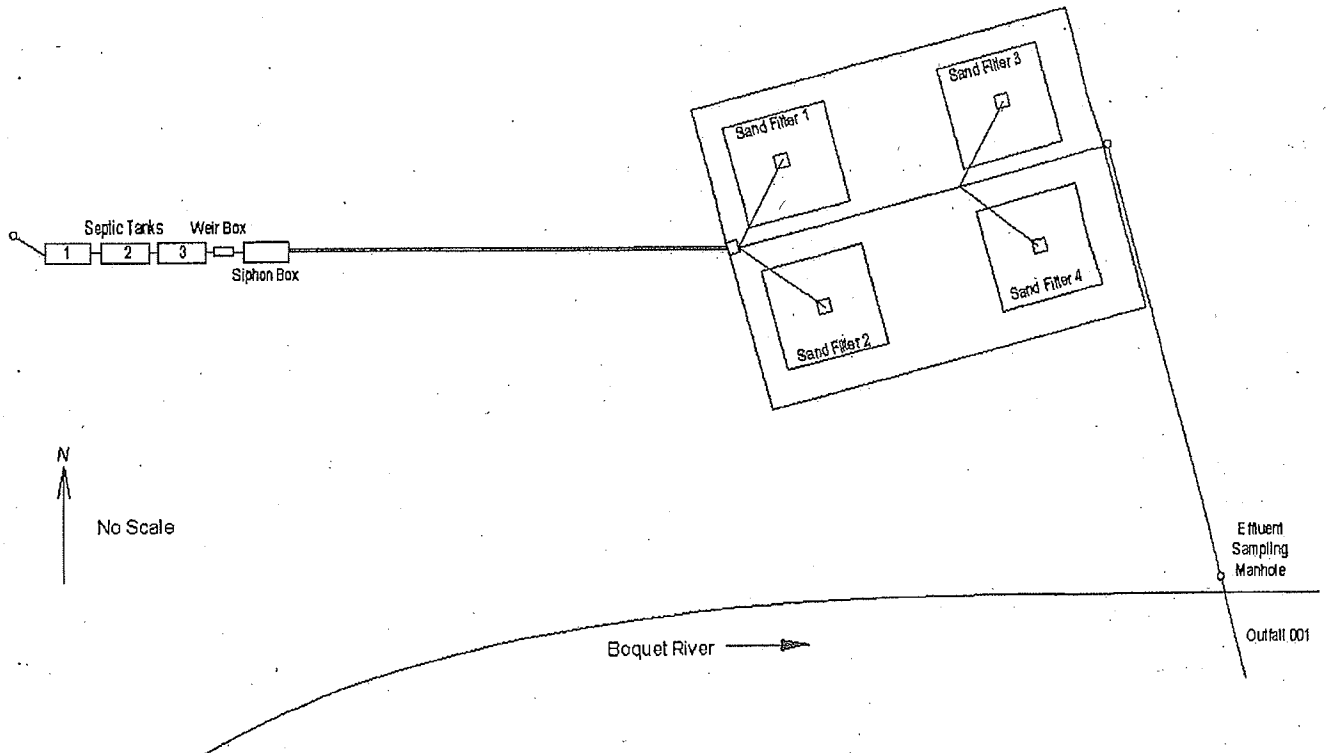 Sand Filter 3
Sand Filter 1
Septic Tanks
Weir Box
1
2
3
Siphon Box
Sand Filter 4
Sand Filter 2
N
No Scale
Effluent
Sampling
Manhole
Boquet River
Outfall 001